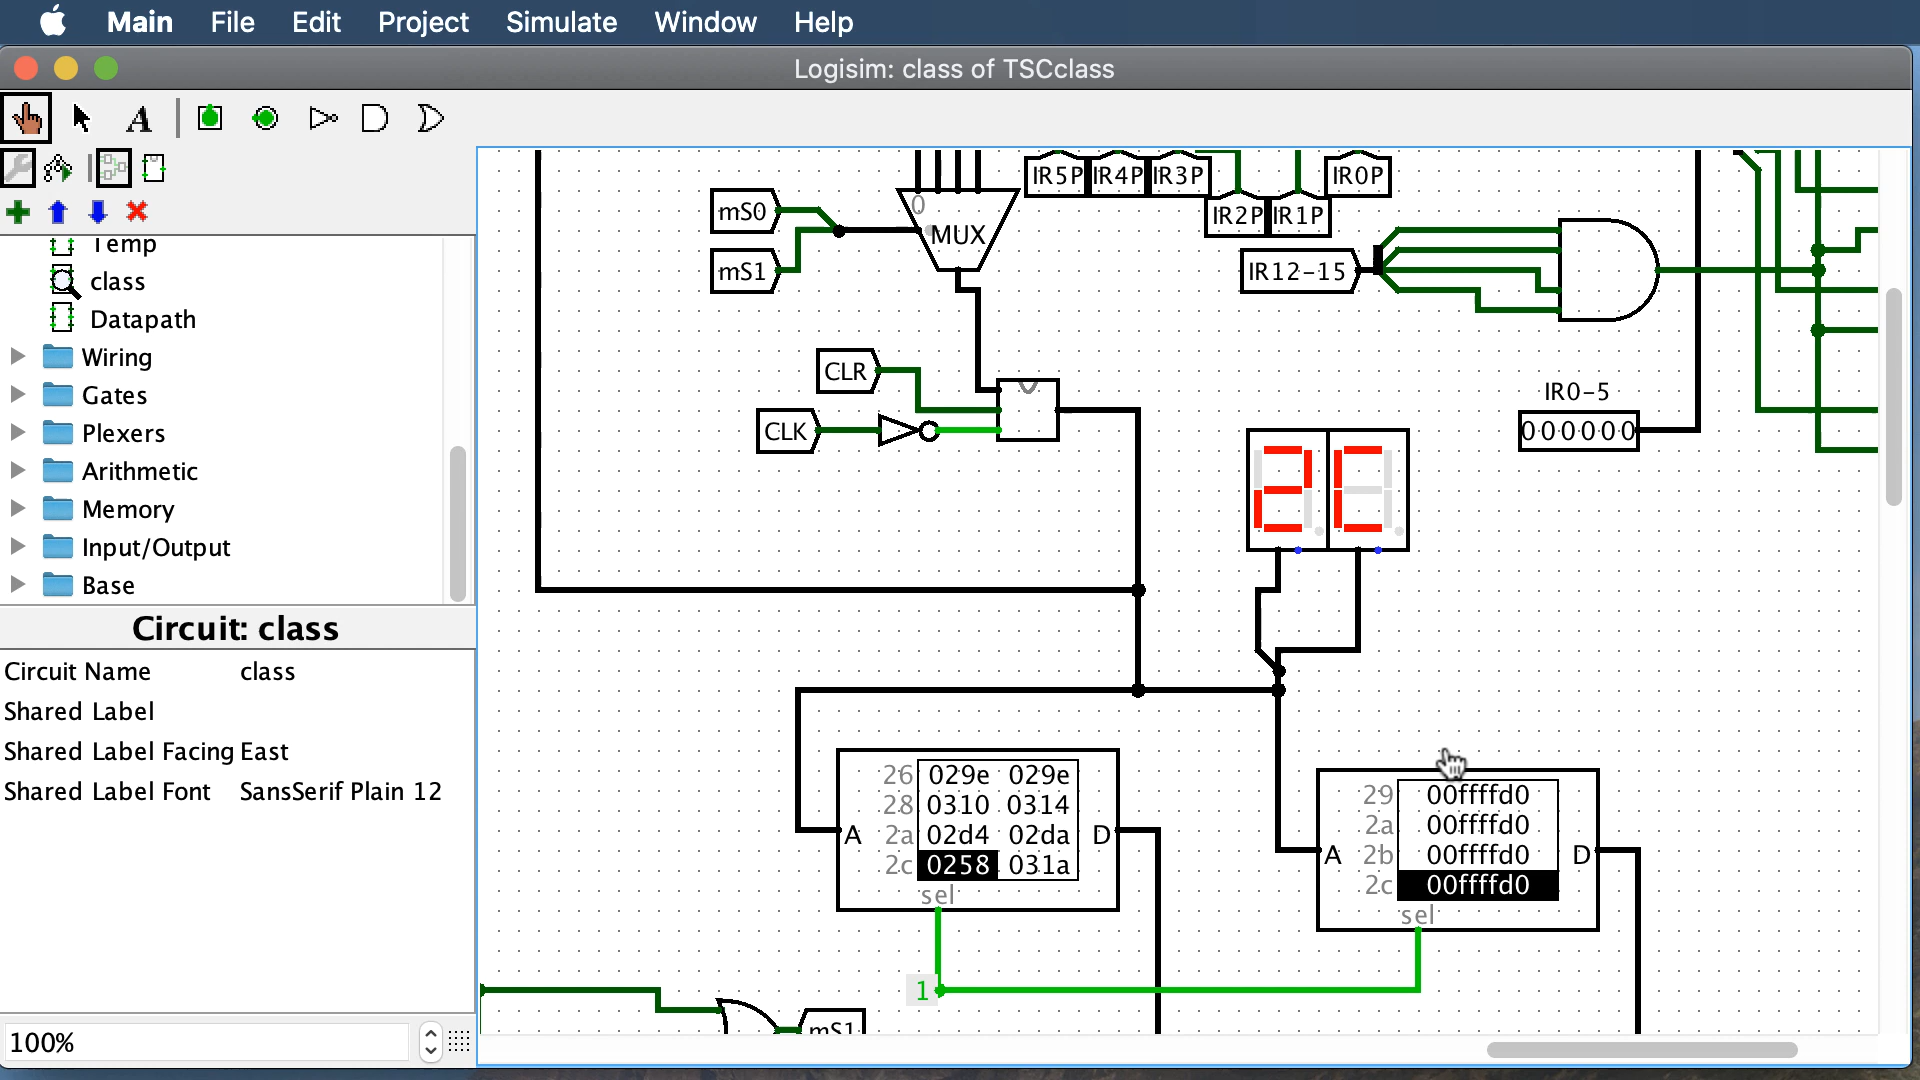 Main File Edit Project Simulate Window Help
Logisim: class of TSCclass
A
Temp
class
Datapath
Wiring
Gates
Plexers
Arithmetic
Memory
Input/Output
Base
Circuit: class
Circuit Name class
Shared Label
Shared Label Facing East
Shared Label Font SansSerif Plain 12
100%
IR5P IR4P IR3P IR0P
IR2P IR1P
mS0
0
MUX
mS1
IR12-15
CLR
CLK
IR0-5
000000
2C
26 029e 029e
28 0310 0314
A 2a 02d4 02da D
2c 0258 031a
sel
29 00ffffd0
2a 00ffffd0
A 2b 00ffffd0 D
2c 00ffffd0
sel
1
mS1